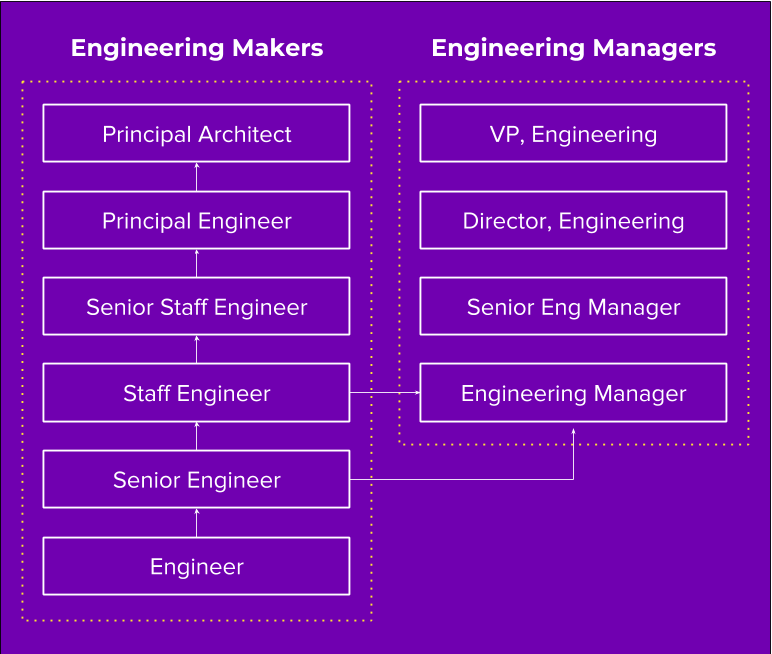 Engineering Makers
Principal Architect
Principal Engineer
Senior Staff Engineer
Staff Engineer
Senior Engineer
Engineer
Engineering Managers
VP, Engineering
Director, Engineering
Senior Eng Manager
Engineering Manager